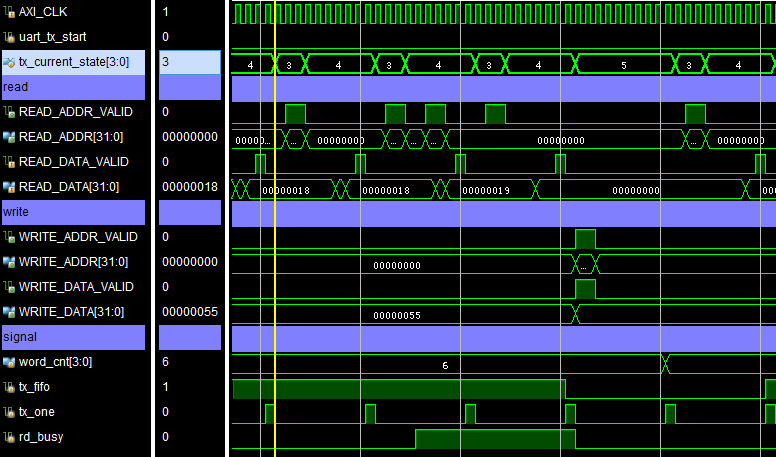 AXI_CLK 1
uart_tx_start 0
tx_current_state[3:0] 3 4 3 4 3 4 3 4 5 3 4
read
READ_ADDR_VALID 0
READ_ADDR[31:0] 00000000 0000... ... 00000000 ... ... 00000000 ... 00000000
READ_DATA_VALID 0
READ_DATA[31:0] 00000018 00000018 00000018 00000019 00000000 000
write
WRITE_ADDR_VALID 0
WRITE_ADDR[31:0] 00000000 00000000 ...
WRITE_DATA_VALID 0
WRITE_DATA[31:0] 00000055 00000055
signal
word_cnt[3:0] 6 6
tx_fifo 1
tx_one 0
rd_busy 0